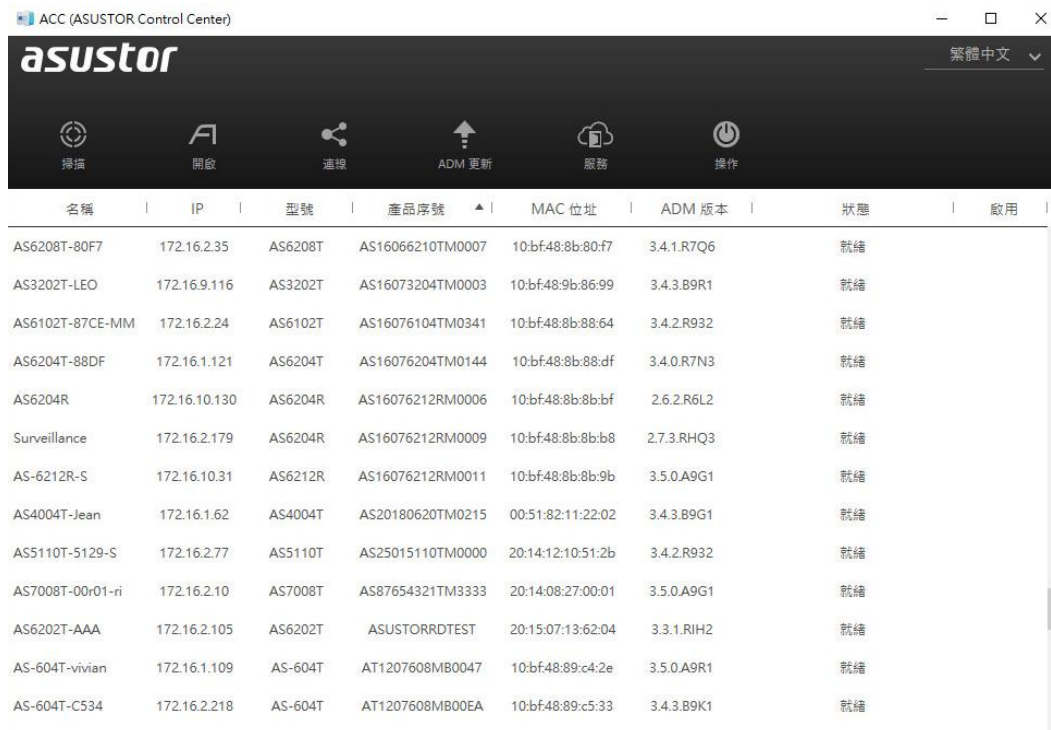 ACC (ASUSTOR Control Center)
asustor
繁體中文
掃描 開啟 連線 ADM 更新 服務 操作
名稱 IP 型號 產品序號 MAC 位址 ADM 版本 狀態 啟用
AS6208T-80F7 172.16.2.35 AS6208T AS16066210TM0007 10:bf:48:8b:80:f7 3.4.1.R7Q6 就緒
AS3202T-LEO 172.16.9.116 AS3202T AS16073204TM0003 10:bf:48:9b:86:99 3.4.3.B9R1 就緒
AS6102T-87CE-MM 172.16.2.24 AS6102T AS16076104TM0341 10:bf:48:8b:88:64 3.4.2.R932 就緒
AS6204T-88DF 172.16.1.121 AS6204T AS16076204TM0144 10:bf:48:8b:88:df 3.4.0.R7N3 就緒
AS6204R 172.16.10.130 AS6204R AS16076212RM0006 10:bf:48:8b:8b:bf 2.6.2.R6L2 就緒
Surveillance 172.16.2.179 AS6204R AS16076212RM0009 10:bf:48:8b:8b:b8 2.7.3.RHQ3 就緒
AS-6212R-S 172.16.10.31 AS6212R AS16076212RM0011 10:bf:48:8b:8b:9b 3.5.0.A9G1 就緒
AS4004T-Jean 172.16.1.62 AS4004T AS20180620TM0215 00:51:82:11:22:02 3.4.3.B9G1 就緒
AS5110T-5129-S 172.16.2.77 AS5110T AS25015110TM0000 20:14:12:10:51:2b 3.4.2.R932 就緒
AS7008T-00r01-ri 172.16.2.10 AS7008T AS87654321TM3333 20:14:08:27:00:01 3.5.0.A9G1 就緒
AS6202T-AAA 172.16.2.105 AS6202T ASUSTORRDTEST 20:15:07:13:62:04 3.3.1.RIH2 就緒
AS-604T-vivian 172.16.1.109 AS-604T AT1207608MB0047 10:bf:48:89:c4:2e 3.5.0.A9R1 就緒
AS-604T-C534 172.16.2.218 AS-604T AT1207608MB00EA 10:bf:48:89:c5:33 3.4.3.B9K1 就緒